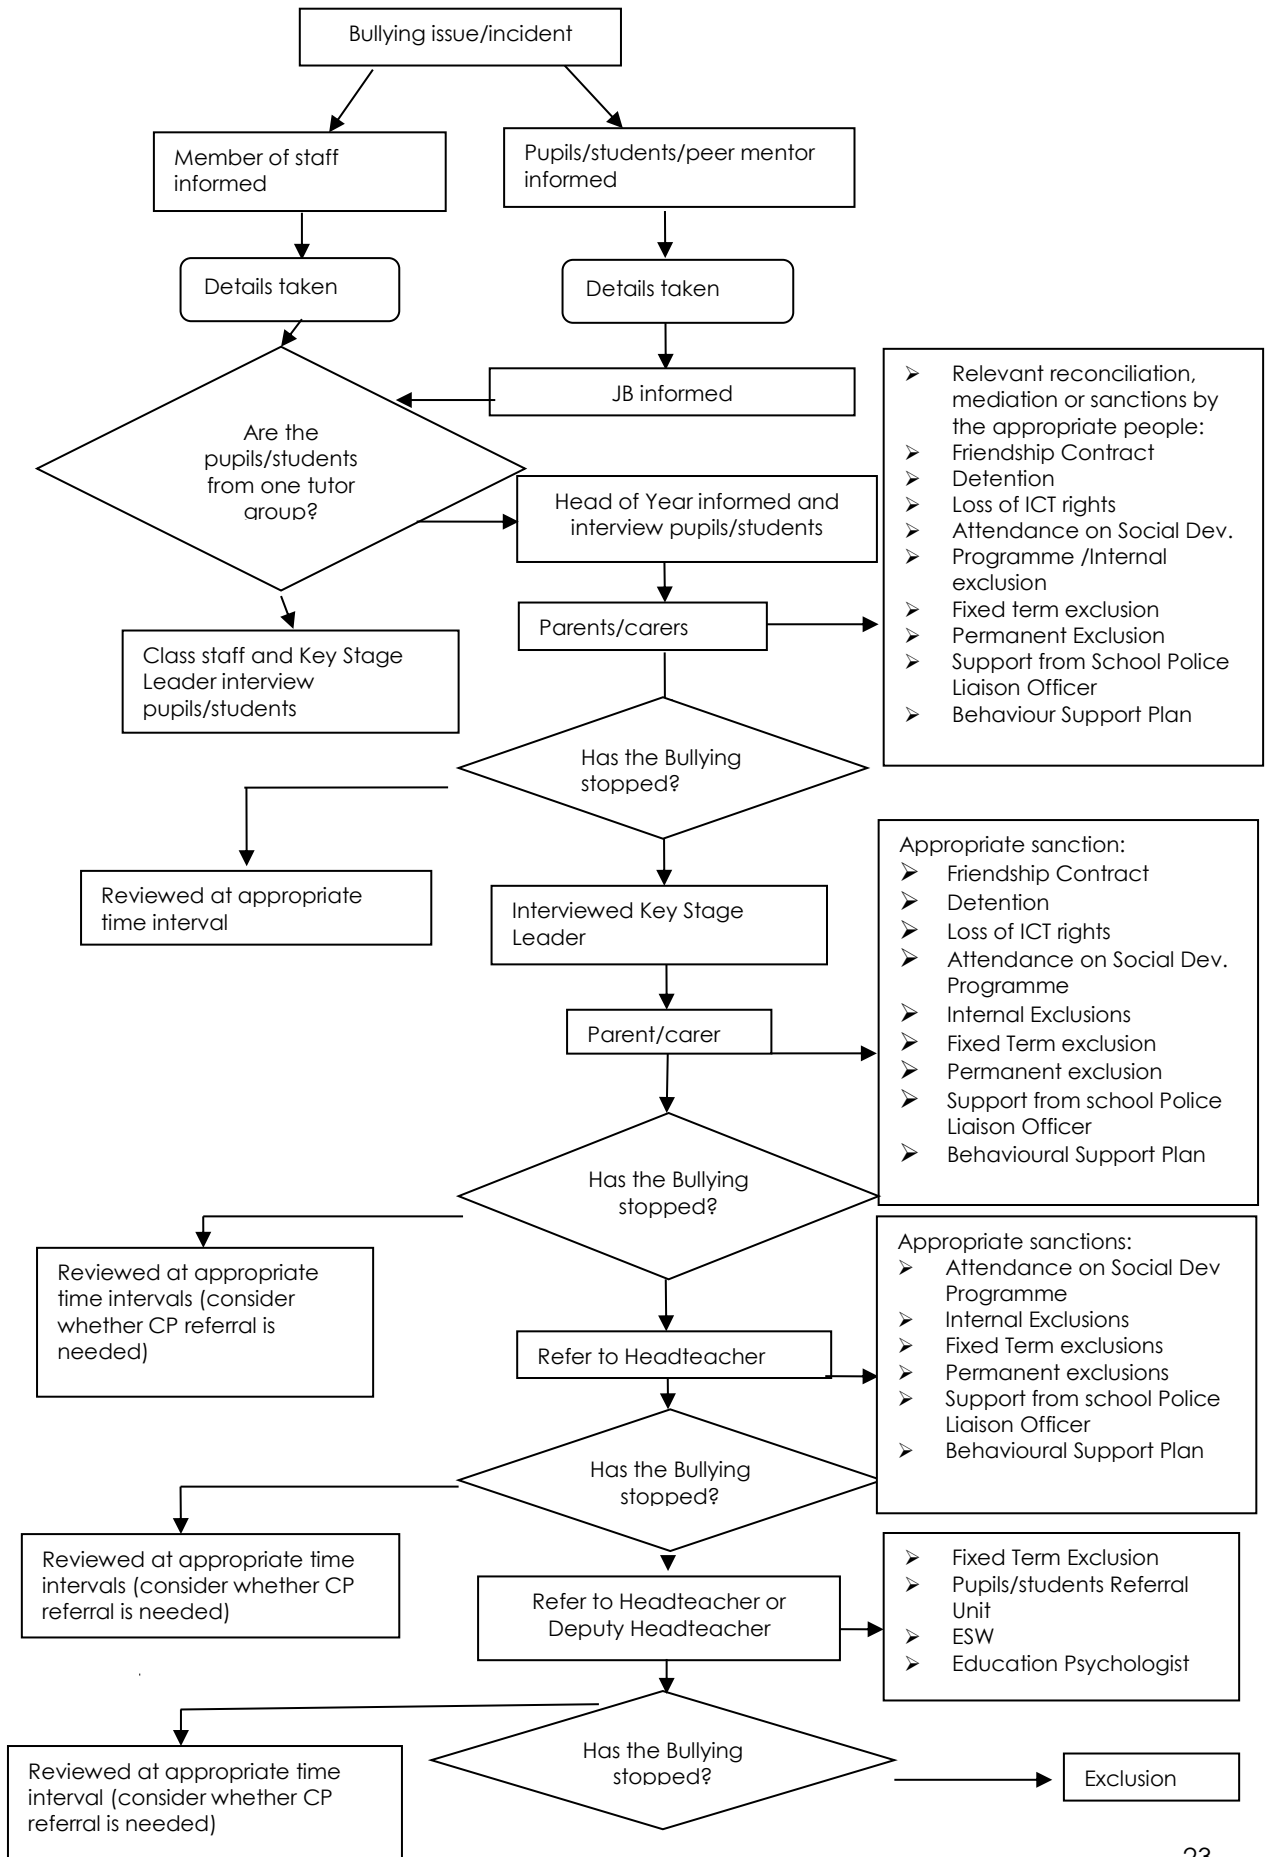 Bullying issue/incident
Member of staff
informed
Pupils/students/peer mentor
informed
Details taken
Details taken
JB informed
Are the
pupils/students
from one tutor
group?
Head of Year informed and
interview pupils/students
Parents/carers
Class staff and Key Stage
Leader interview
pupils/students
➢ Relevant reconciliation,
mediation or sanctions by
the appropriate people:
➢ Friendship Contract
➢ Detention
➢ Loss of ICT rights
➢ Attendance on Social Dev.
➢ Programme /Internal
exclusion
➢ Fixed term exclusion
➢ Permanent Exclusion
➢ Support from School Police
Liaison Officer
➢ Behaviour Support Plan
Has the Bullying
stopped?
Reviewed at appropriate
time interval
Interviewed Key Stage
Leader
Parent/carer
Appropriate sanction:
➢ Friendship Contract
➢ Detention
➢ Loss of ICT rights
➢ Attendance on Social Dev.
Programme
➢ Internal Exclusions
➢ Fixed Term exclusion
➢ Permanent exclusion
➢ Support from school Police
Liaison Officer
➢ Behavioural Support Plan
Has the Bullying
stopped?
Reviewed at appropriate
time intervals (consider
whether CP referral is
needed)
Refer to Headteacher
Appropriate sanctions:
➢ Attendance on Social Dev
Programme
➢ Internal Exclusions
➢ Fixed Term exclusions
➢ Permanent exclusions
➢ Support from school Police
Liaison Officer
➢ Behavioural Support Plan
Has the Bullying
stopped?
Reviewed at appropriate time
intervals (consider whether CP
referral is needed)
Refer to Headteacher or
Deputy Headteacher
➢ Fixed Term Exclusion
➢ Pupils/students Referral
Unit
➢ ESW
➢ Education Psychologist
Has the Bullying
stopped?
Reviewed at appropriate time
interval (consider whether CP
referral is needed)
Exclusion
23